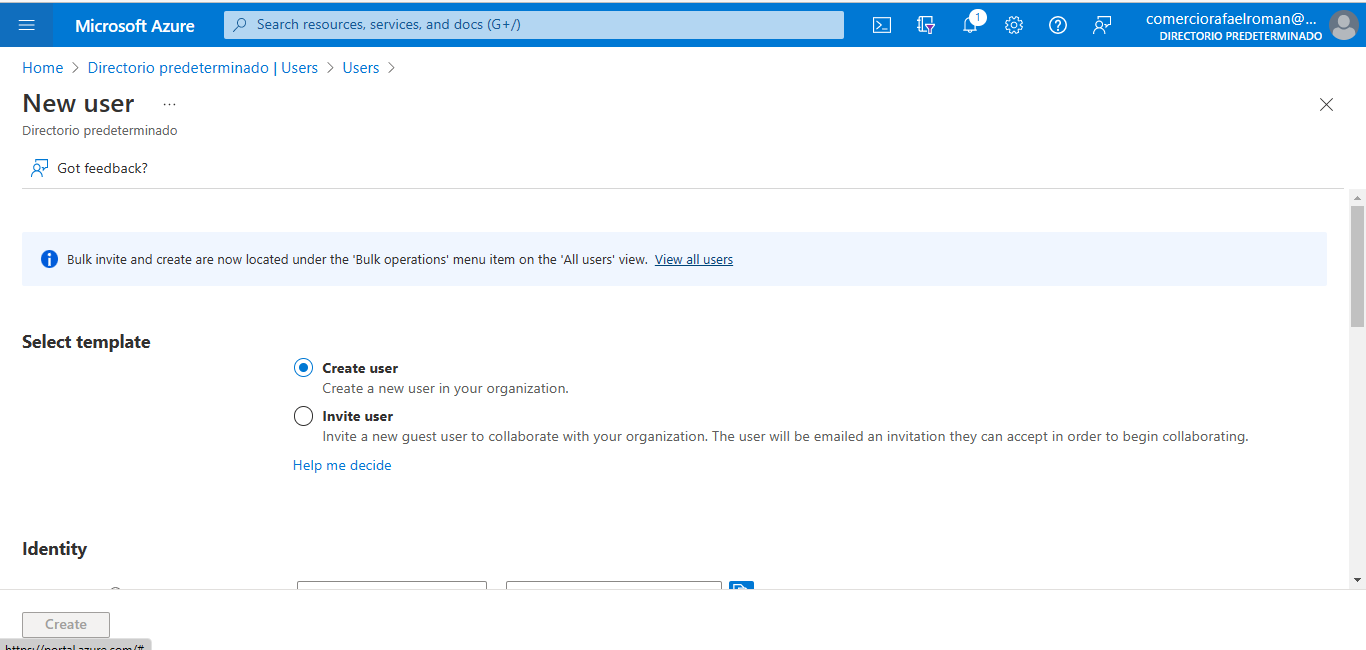 Microsoft Azure
Search resources, services, and docs (G+/)
1
comerciorafaelroman@...
DIRECTORIO PREDETERMINADO
Home > Directorio predeterminado | Users > Users >
New user ...
Directorio predeterminado
Got feedback?
Bulk invite and create are now located under the 'Bulk operations' menu item on the 'All users' view. View all users
Select template
Create user
Create a new user in your organization.
Invite user
Invite a new guest user to collaborate with your organization. The user will be emailed an invitation they can accept in order to begin collaborating.
Help me decide
Identity
Create
https://portal.azure.com/#